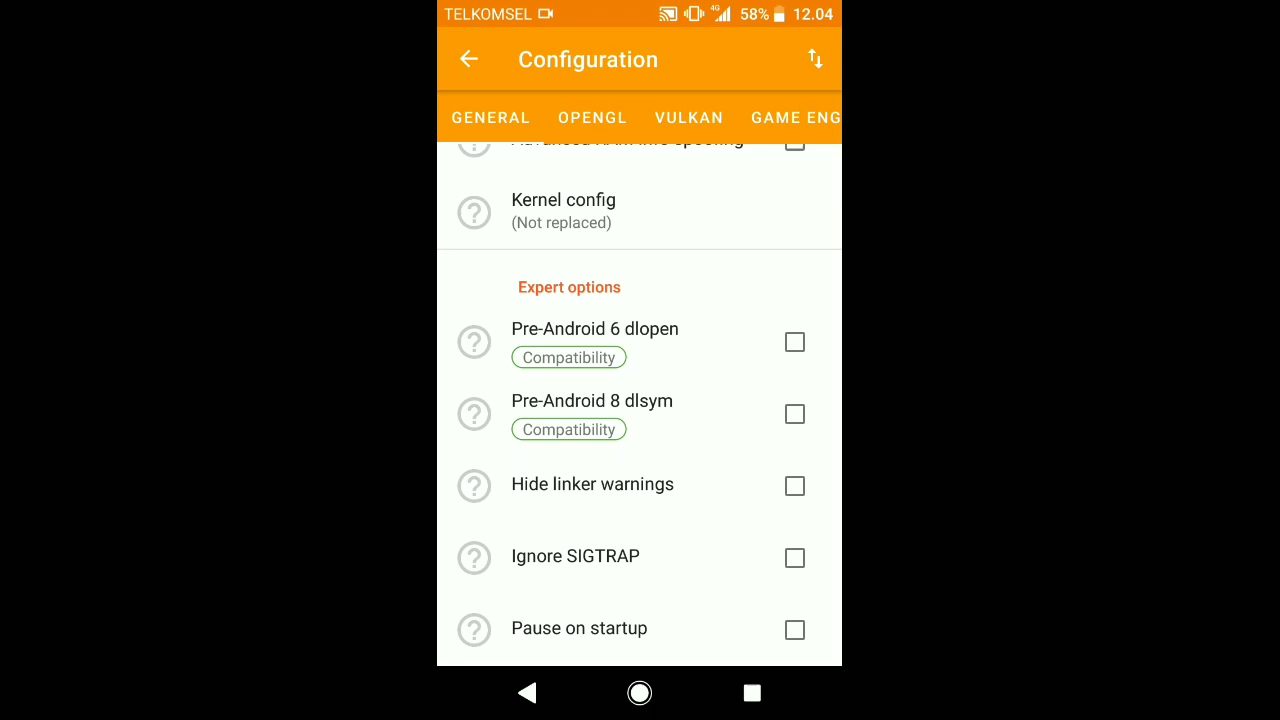 TELKOMSEL 4G 58% 12.04
Configuration
GENERAL OPENGL VULKAN GAME ENG
Kernel config
(Not replaced)
Expert options
Pre-Android 6 dlopen
Compatibility
Pre-Android 8 dlsym
Compatibility
Hide linker warnings
Ignore SIGTRAP
Pause on startup